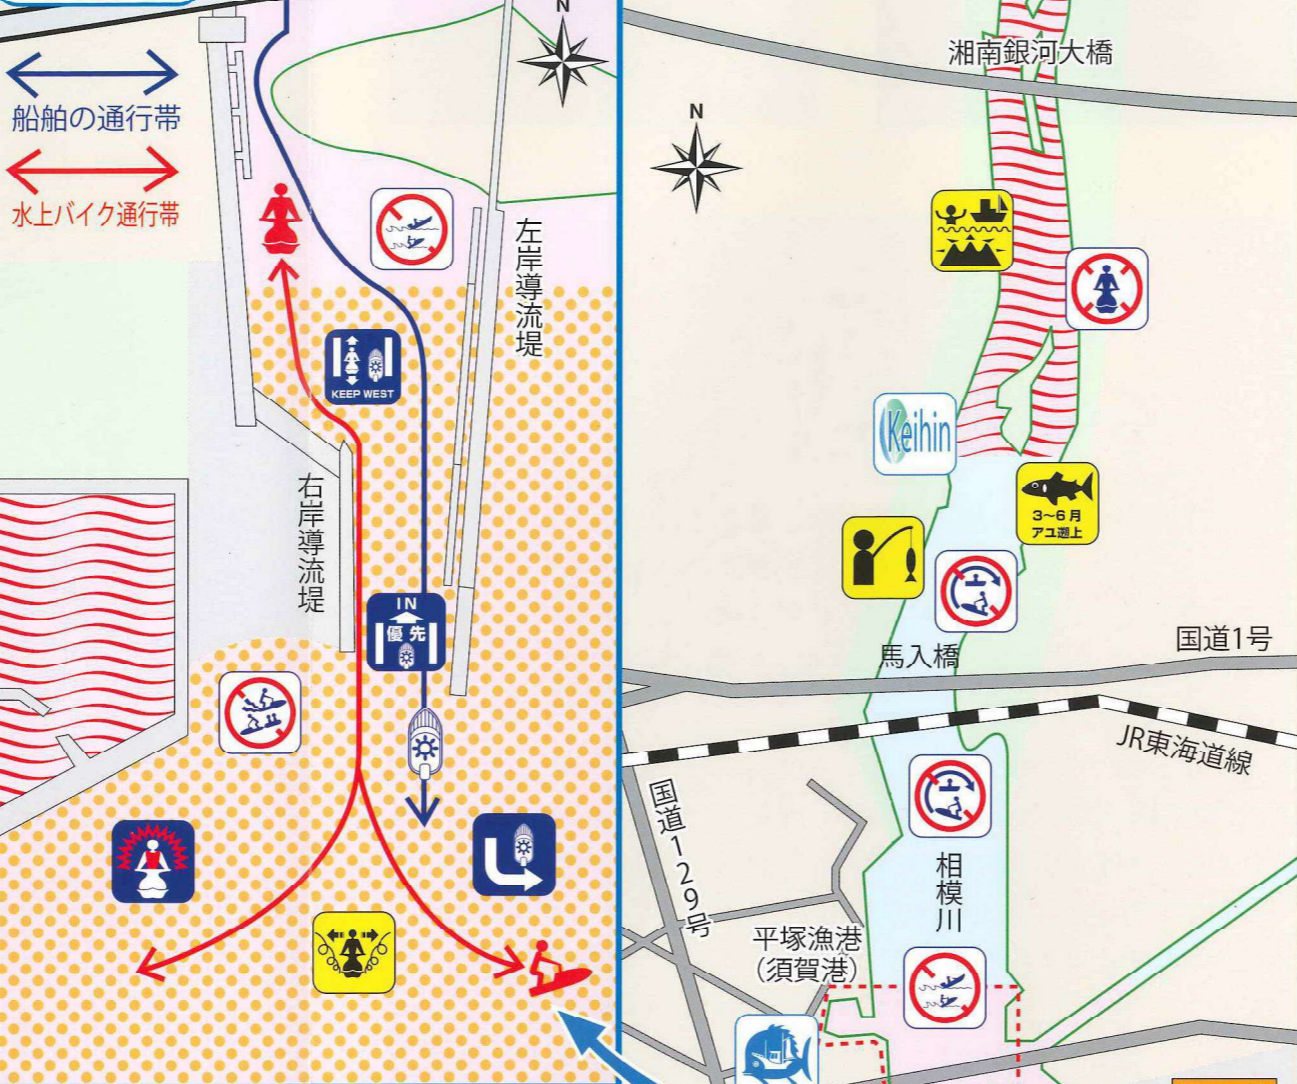 N
船舶の通行帯
水上バイク通行帯
左岸導流堤
KEEP WEST
右岸導流堤
IN
優先
湘南銀河大橋
N
Keihin
3〜6月
アユ遡上
馬入橋
国道1号
JR東海道線
国道129号
相模川
平塚漁港
（須賀港）